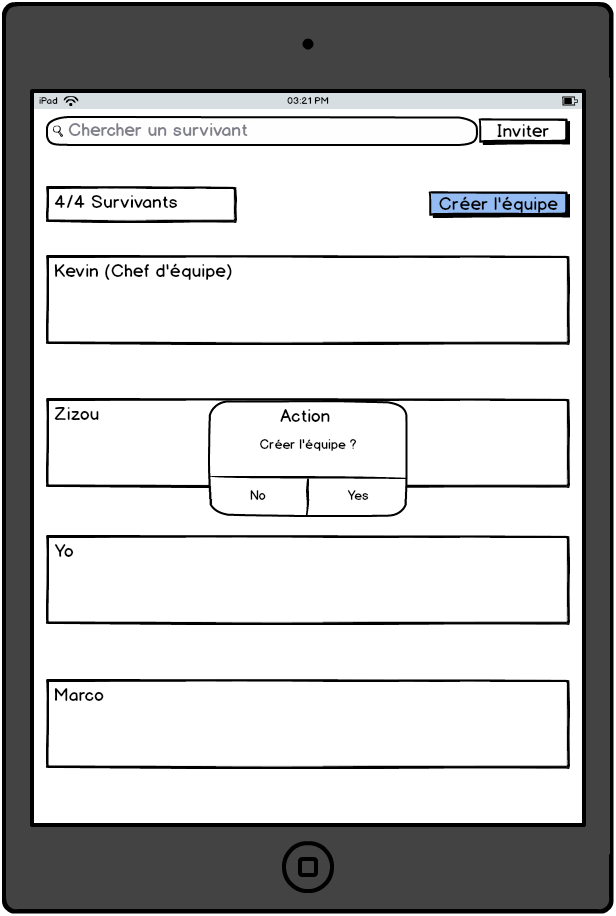 iPad 03:21 PM
Chercher un survivant
Inviter
4/4 Survivants
Créer l'équipe
Kevin (Chef d'équipe)
Zizou
Action
Créer l'équipe ?
No
Yes
Yo
Marco